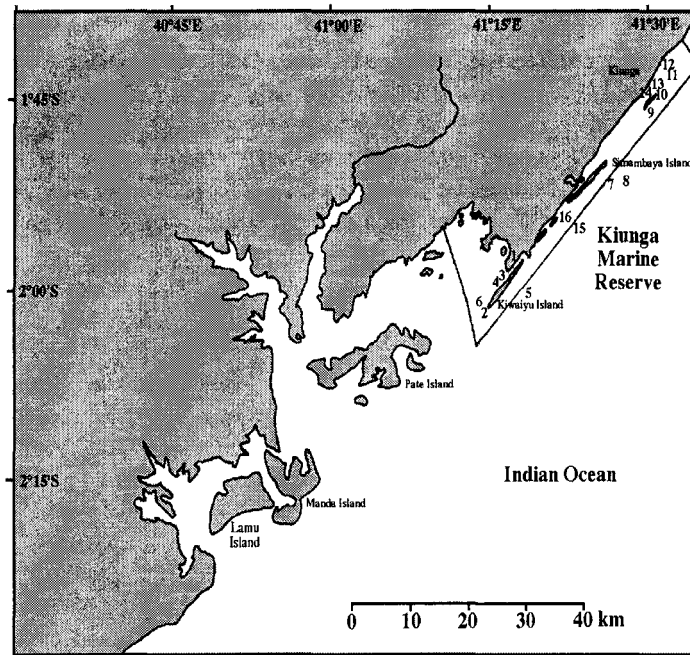 40°45'E 41°00'E 41°15'E 41°30'E
12
Kiunga
11
13
14 10
1°45'S
9
Simambaya Island
7 8
16
15
Kiunga
Marine
Reserve
1
3
4
2°00'S
5
6
Kiwaiyu Island
2
Pate Island
2°15'S
Indian Ocean
Manda Island
Lamu
Island
0 10 20 30 40 km